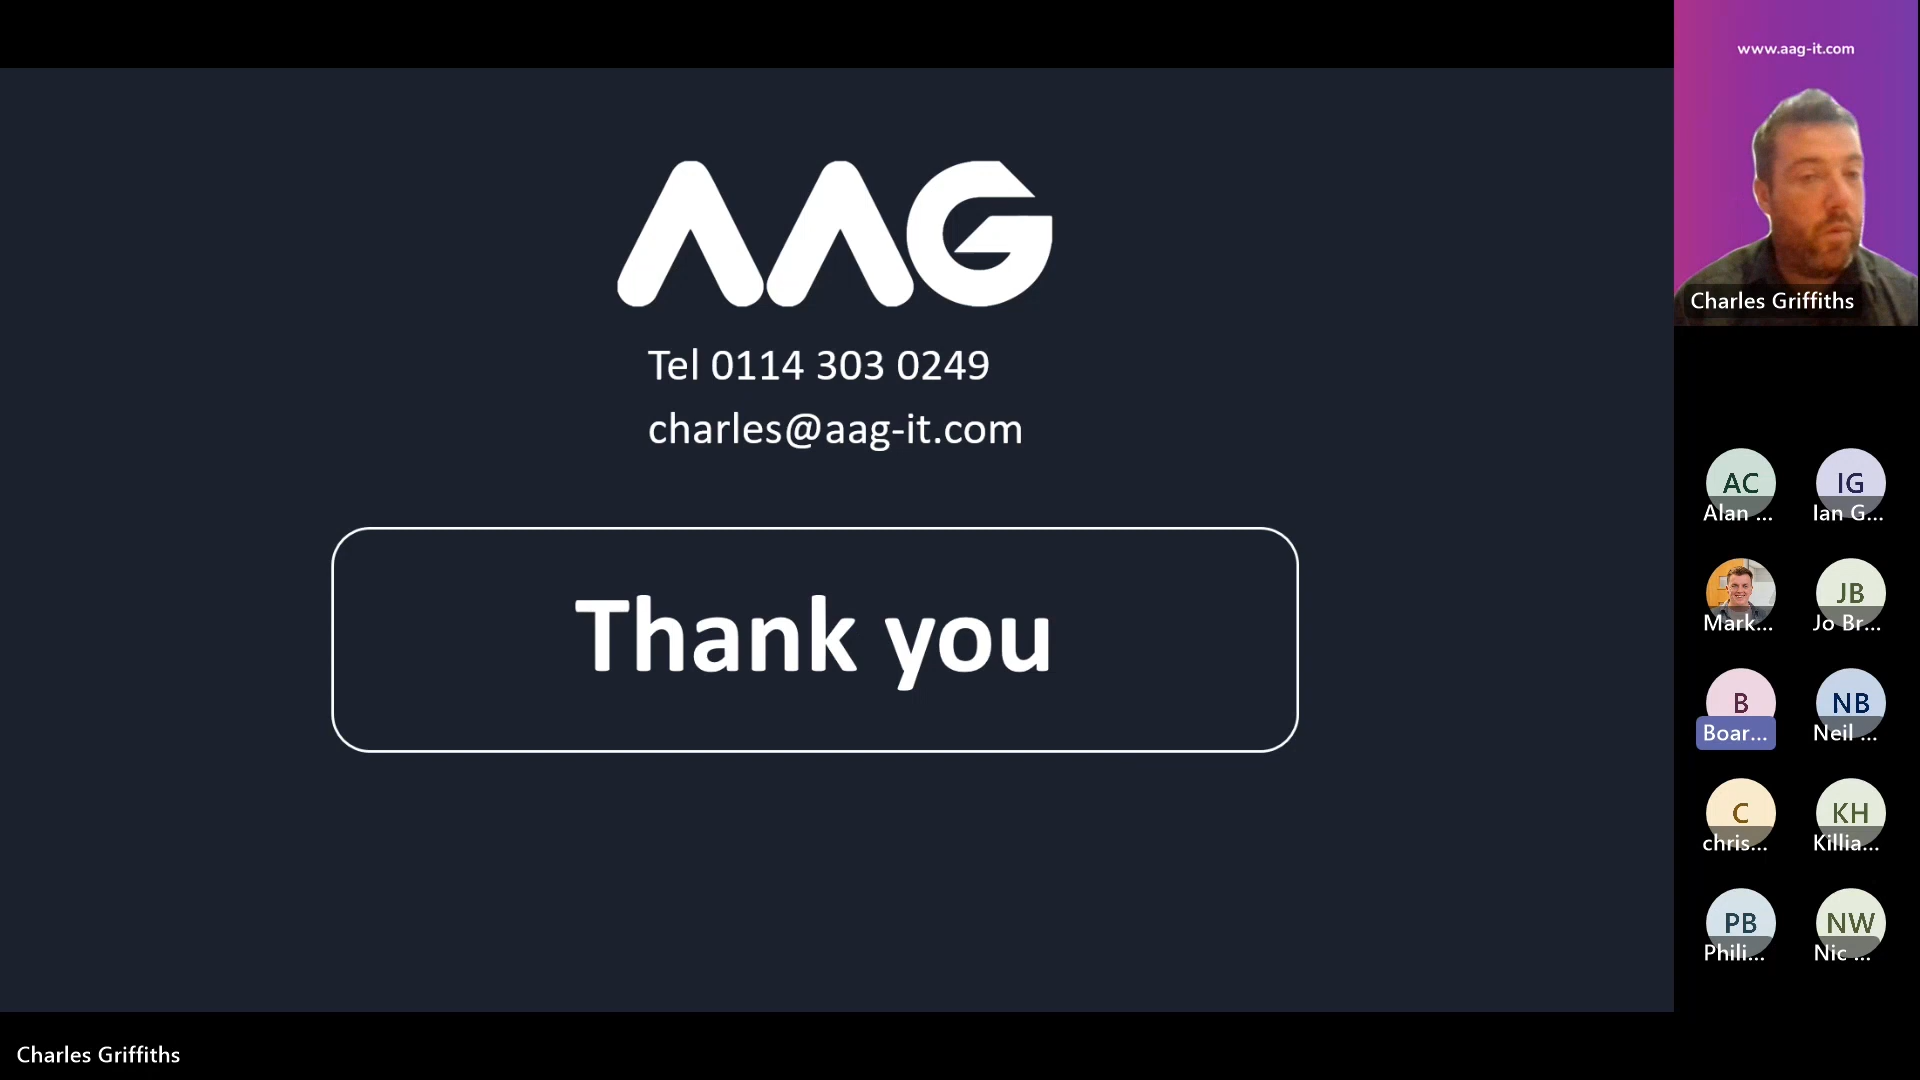 AAG
Tel 0114 303 0249
charles@aag-it.com
Thank you
www.aag-it.com
Charles Griffiths
AC
Alan ...
IG
Ian G...
Mark...
JB
Jo Br...
B
Boar...
NB
Neil ...
C
chris...
KH
Killia...
PB
Phili...
NW
Nic ...
Charles Griffiths